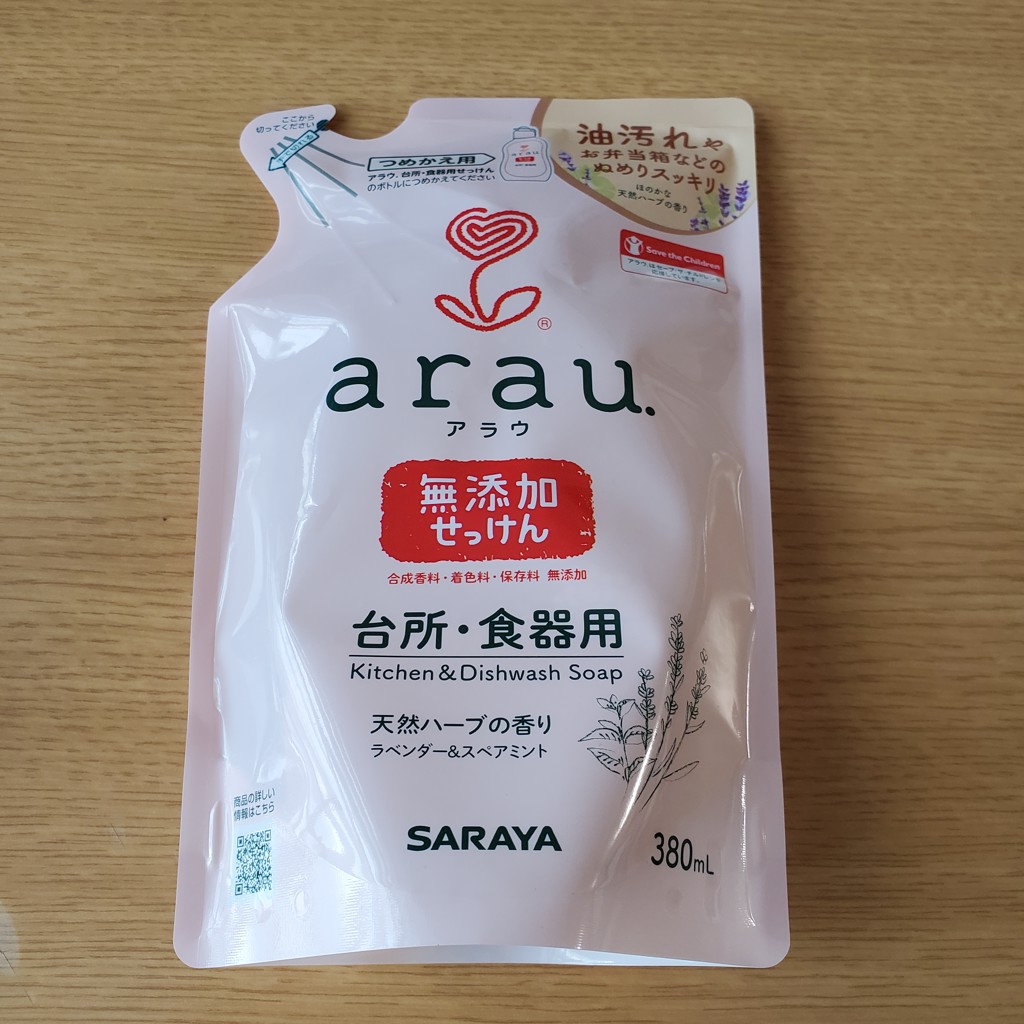 ここから
切ってください
手で切れる
つめかえ用
アラウ. 台所・食器用せっけん
のボトルにつめかえてください
arau.
油汚れや
お弁当箱などの
ぬめりスッキリ
ほのかな
天然ハーブの香り
Save the Children
®
arau.
アラウ
無添加
せっけん
合成香料・着色料・保存料 無添加
台所・食器用
Kitchen & Dishwash Soap
天然ハーブの香り
ラベンダー&スペアミント
商品の詳しい
情報はこちら
SARAYA
380mL